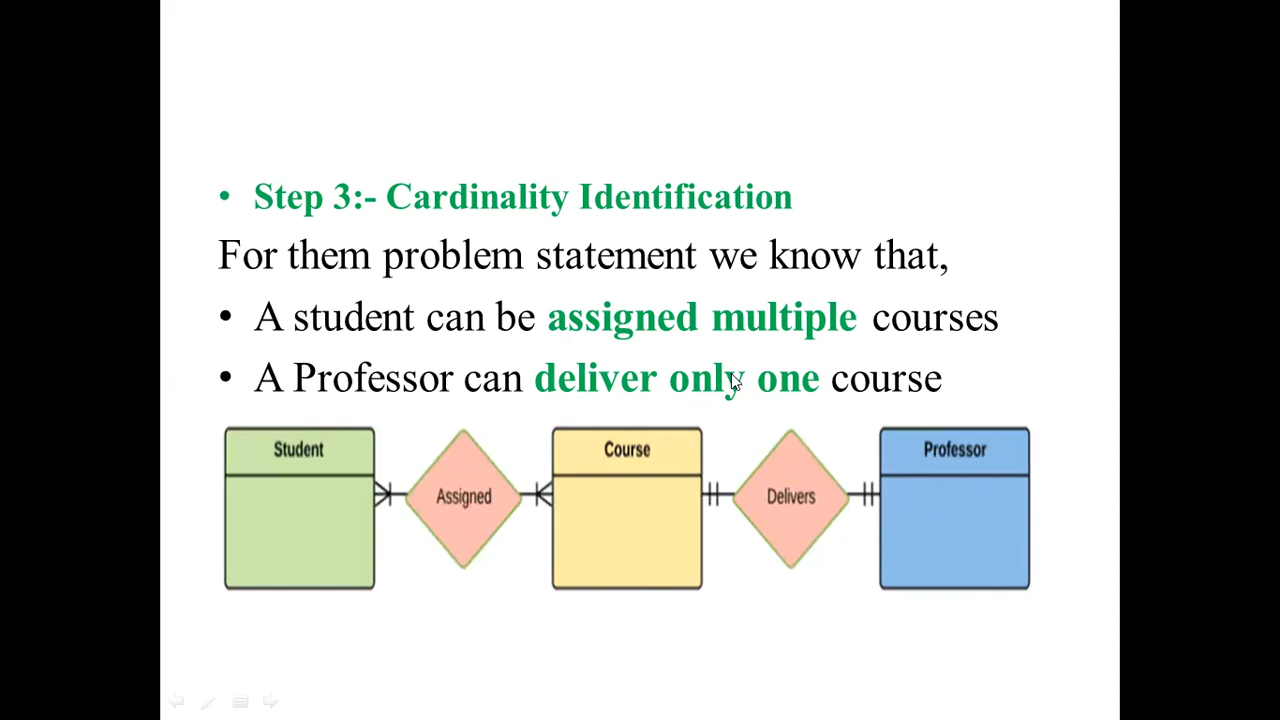 • Step 3:- Cardinality Identification
For them problem statement we know that,
• A student can be assigned multiple courses
• A Professor can deliver only one course
Student
Assigned
Course
Delivers
Professor